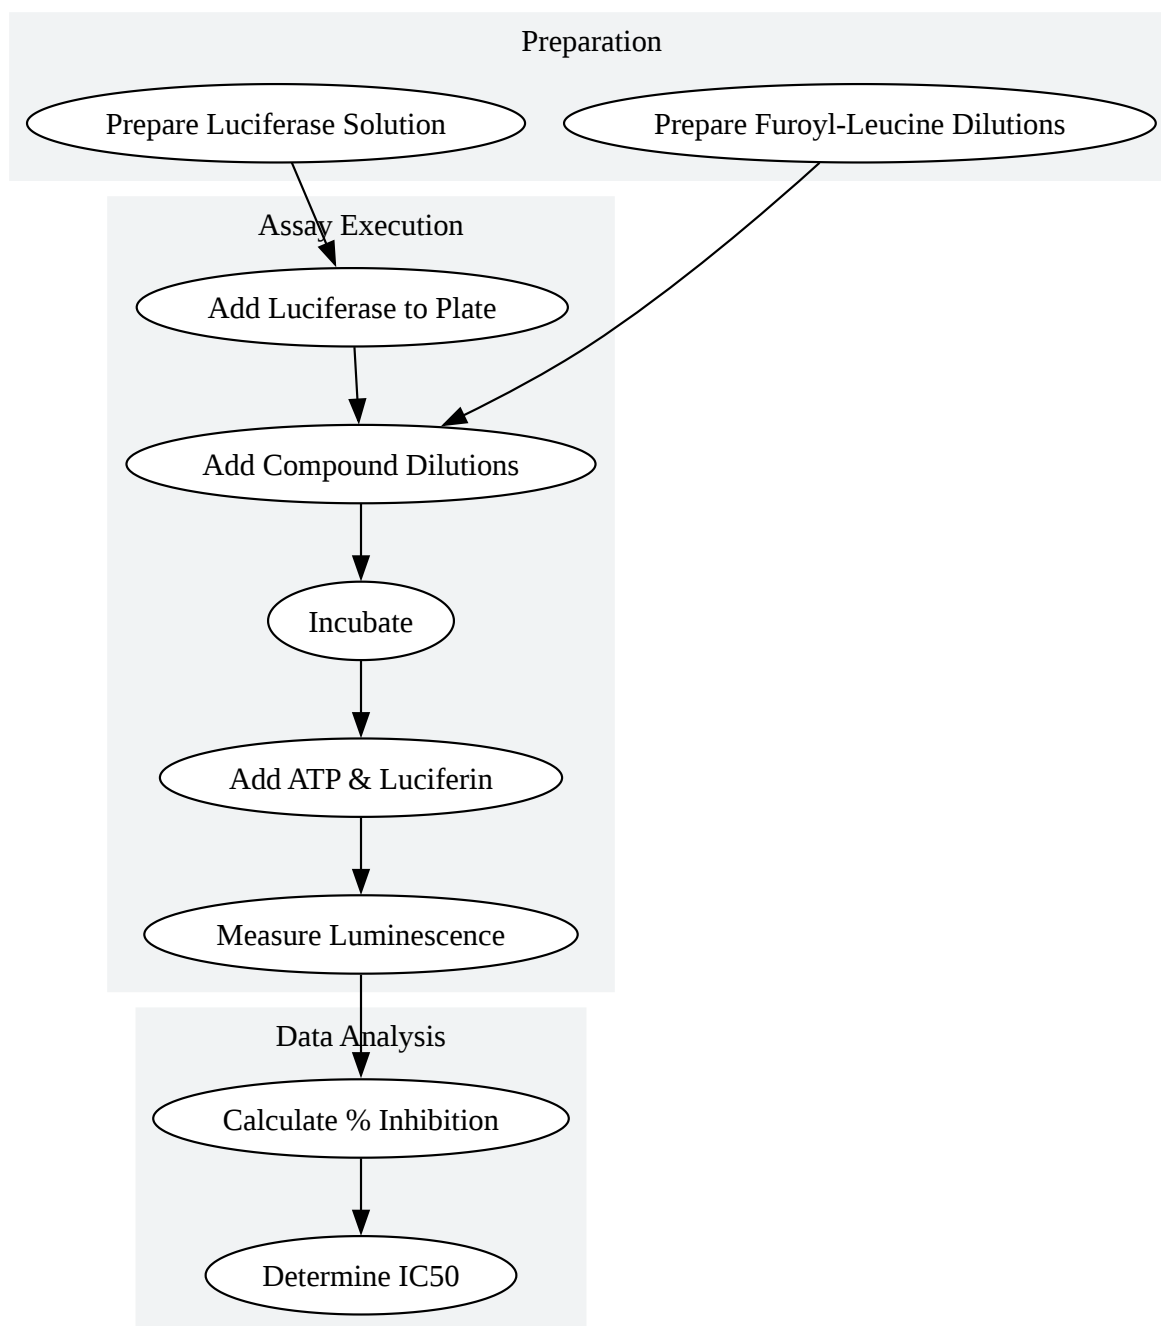 Preparation
Prepare Luciferase Solution
Prepare Furoyl-Leucine Dilutions
Assay Execution
Add Luciferase to Plate
Add Compound Dilutions
Incubate
Add ATP & Luciferin
Measure Luminescence
Data Analysis
Calculate % Inhibition
Determine IC50